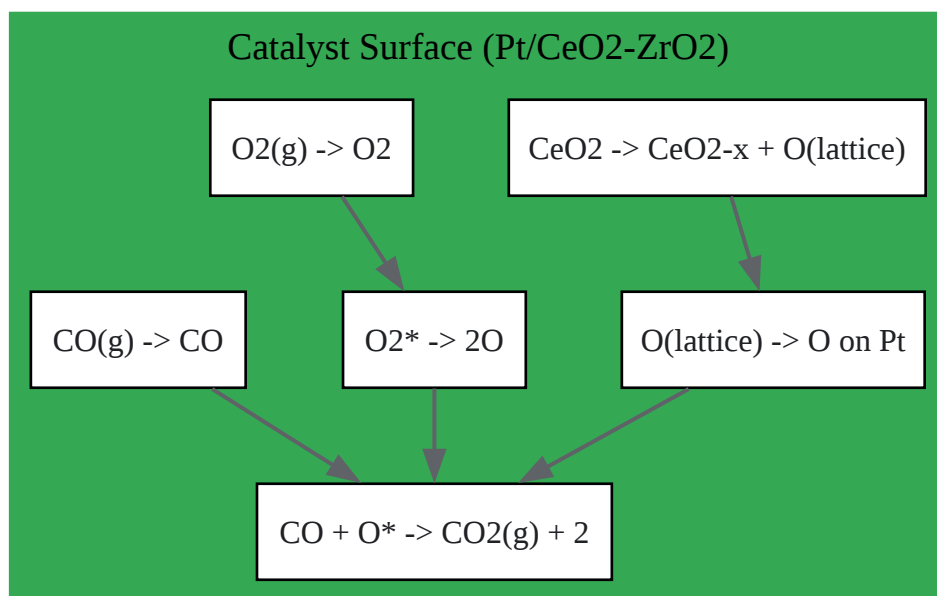 Catalyst Surface (Pt/CeO2-ZrO2)
O2(g) -> O2
CeO2 -> CeO2-x + O(lattice)
CO(g) -> CO
O2* -> 2O
O(lattice) -> O on Pt
CO + O* -> CO2(g) + 2